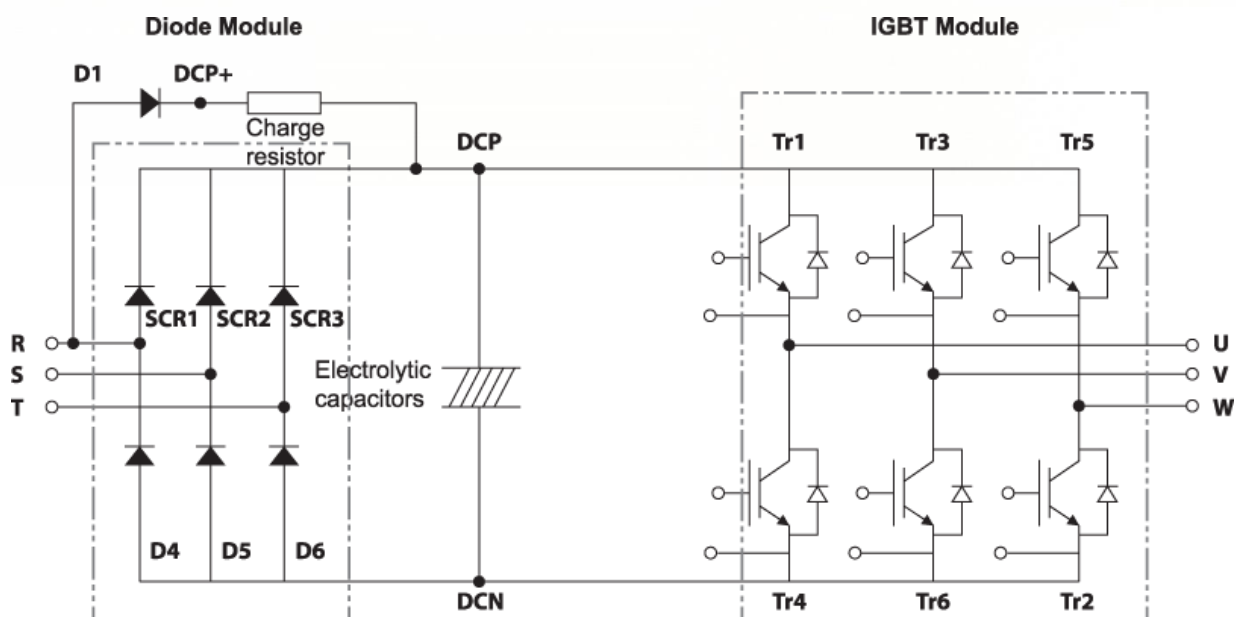 Diode Module
IGBT Module
D1
DCP+
Charge
resistor
DCP
Tr1
Tr3
Tr5
SCR1
SCR2
SCR3
R
S
T
Electrolytic
capacitors
U
V
W
D4
D5
D6
DCN
Tr4
Tr6
Tr2